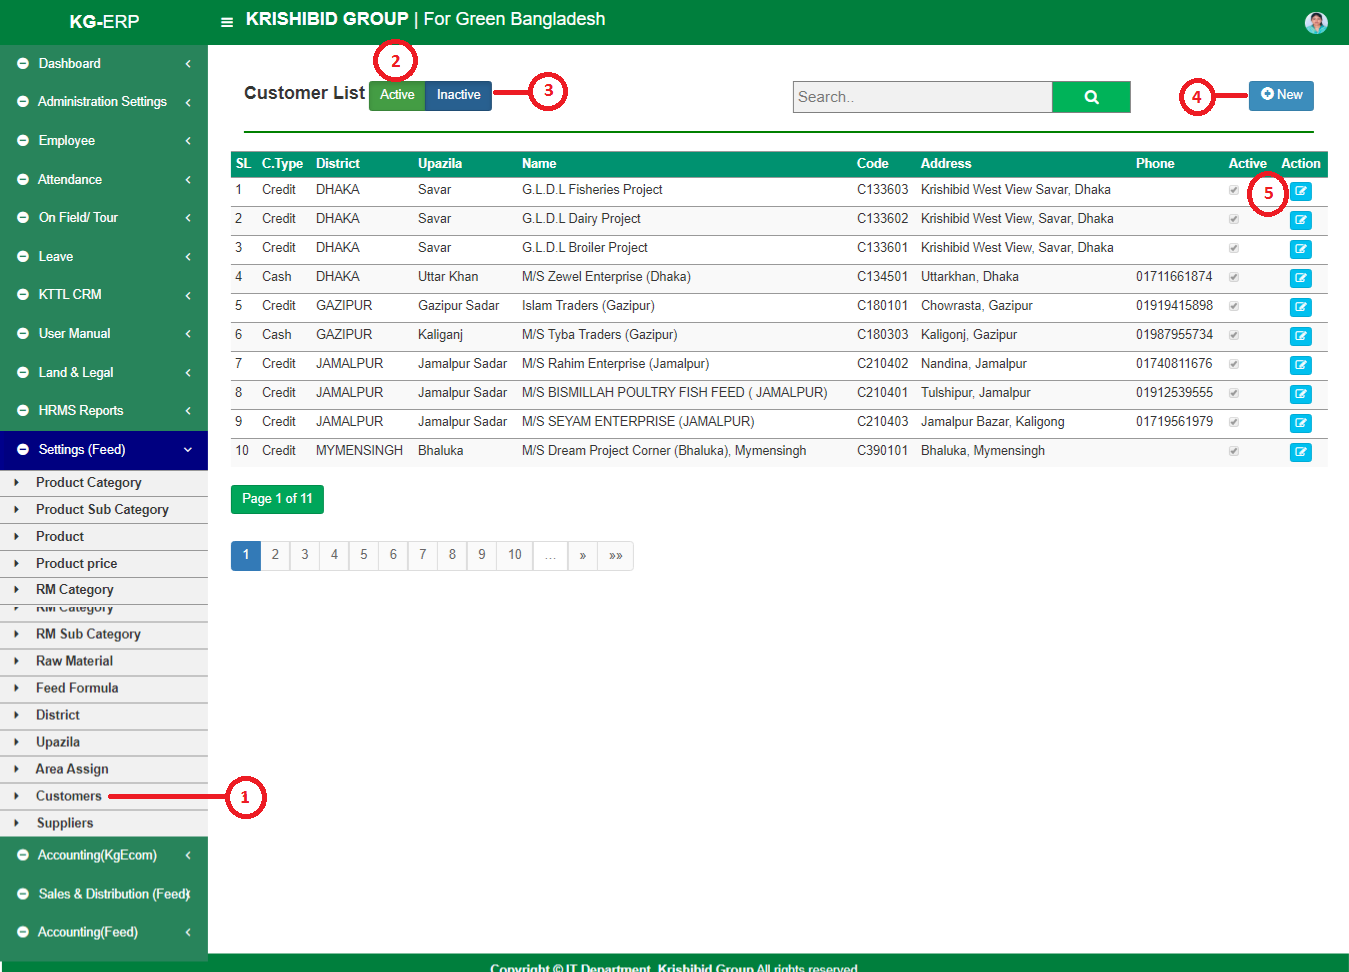 KG-ERP
KRISHIBID GROUP | For Green Bangladesh
Dashboard
Administration Settings
Employee
Attendance
On Field/ Tour
Leave
KTTL CRM
User Manual
Land & Legal
HRMS Reports
Settings (Feed)
Product Category
Product Sub Category
Product
Product price
RM Category
RM Category
RM Sub Category
Raw Material
Feed Formula
District
Upazila
Area Assign
Customers
1
Suppliers
Accounting(KgEcom)
Sales & Distribution (Feed)
Accounting(Feed)
2
Customer List Active Inactive 3 Search.. 4 New
SL C.Type District Upazila Name Code Address Phone Active Action
1 Credit DHAKA Savar G.L.D.L Fisheries Project C133603 Krishibid West View Savar, Dhaka 5
2 Credit DHAKA Savar G.L.D.L Dairy Project C133602 Krishibid West View, Savar, Dhaka
3 Credit DHAKA Savar G.L.D.L Broiler Project C133601 Krishibid West View, Savar, Dhaka
4 Cash DHAKA Uttar Khan M/S Zewel Enterprise (Dhaka) C134501 Uttarkhan, Dhaka 01711661874
5 Credit GAZIPUR Gazipur Sadar Islam Traders (Gazipur) C180101 Chowrasta, Gazipur 01919415898
6 Cash GAZIPUR Kaliganj M/S Tyba Traders (Gazipur) C180303 Kaligonj, Gazipur 01987955734
7 Credit JAMALPUR Jamalpur Sadar M/S Rahim Enterprise (Jamalpur) C210402 Nandina, Jamalpur 01740811676
8 Credit JAMALPUR Jamalpur Sadar M/S BISMILLAH POULTRY FISH FEED ( JAMALPUR) C210401 Tulshipur, Jamalpur 01912539555
9 Credit JAMALPUR Jamalpur Sadar M/S SEYAM ENTERPRISE (JAMALPUR) C210403 Jamalpur Bazar, Kaligong 01719561979
10 Credit MYMENSINGH Bhaluka M/S Dream Project Corner (Bhaluka), Mymensingh C390101 Bhaluka, Mymensingh
Page 1 of 11
1 2 3 4 5 6 7 8 9 10 ... » »»
Copyright © IT Department, Krishibid Group All rights reserved